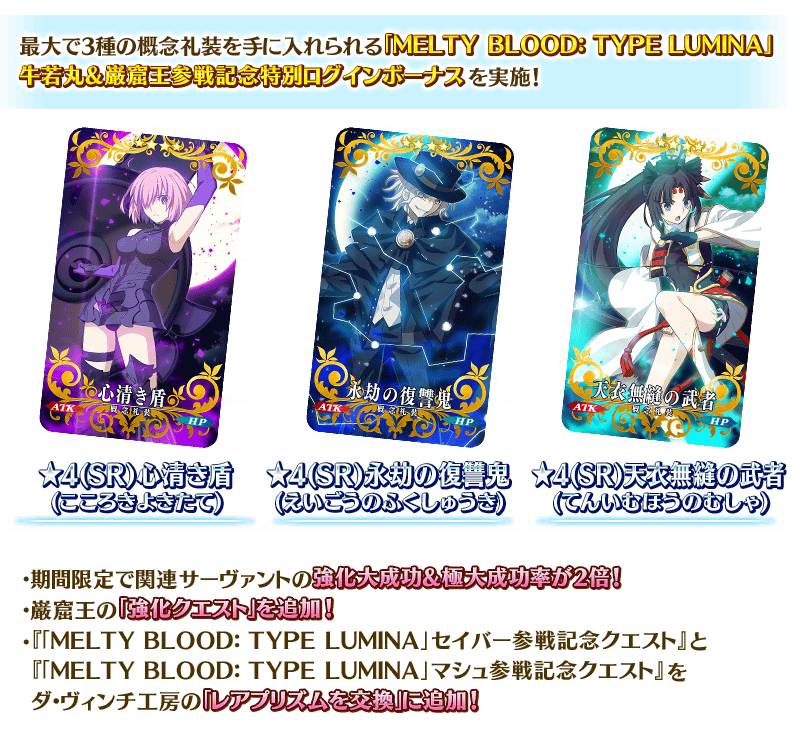 最大で3種の概念礼装を手に入れられる「MELTY BLOOD: TYPE LUMINA」
牛若丸&巌窟王参戦記念特別ログインボーナスを実施!
心清き盾
概念礼装
ATK
HP
永劫の復讐鬼
概念礼装
ATK
HP
天衣無縫の武者
概念礼装
ATK
HP
★4(SR)心清き盾
(こころきよきたて)
★4(SR)永劫の復讐鬼
(えいごうのふくしゅうき)
★4(SR)天衣無縫の武者
(てんいむほうのむしゃ)
・期間限定で関連サーヴァントの強化大成功&極大成功率が2倍!
・巌窟王の「強化クエスト」を追加!
・『「MELTY BLOOD: TYPE LUMINA」セイバー参戦記念クエスト』と
『「MELTY BLOOD: TYPE LUMINA」マシュ参戦記念クエスト』を
ダ・ヴィンチ工房の「レアプリズムを交換」に追加!